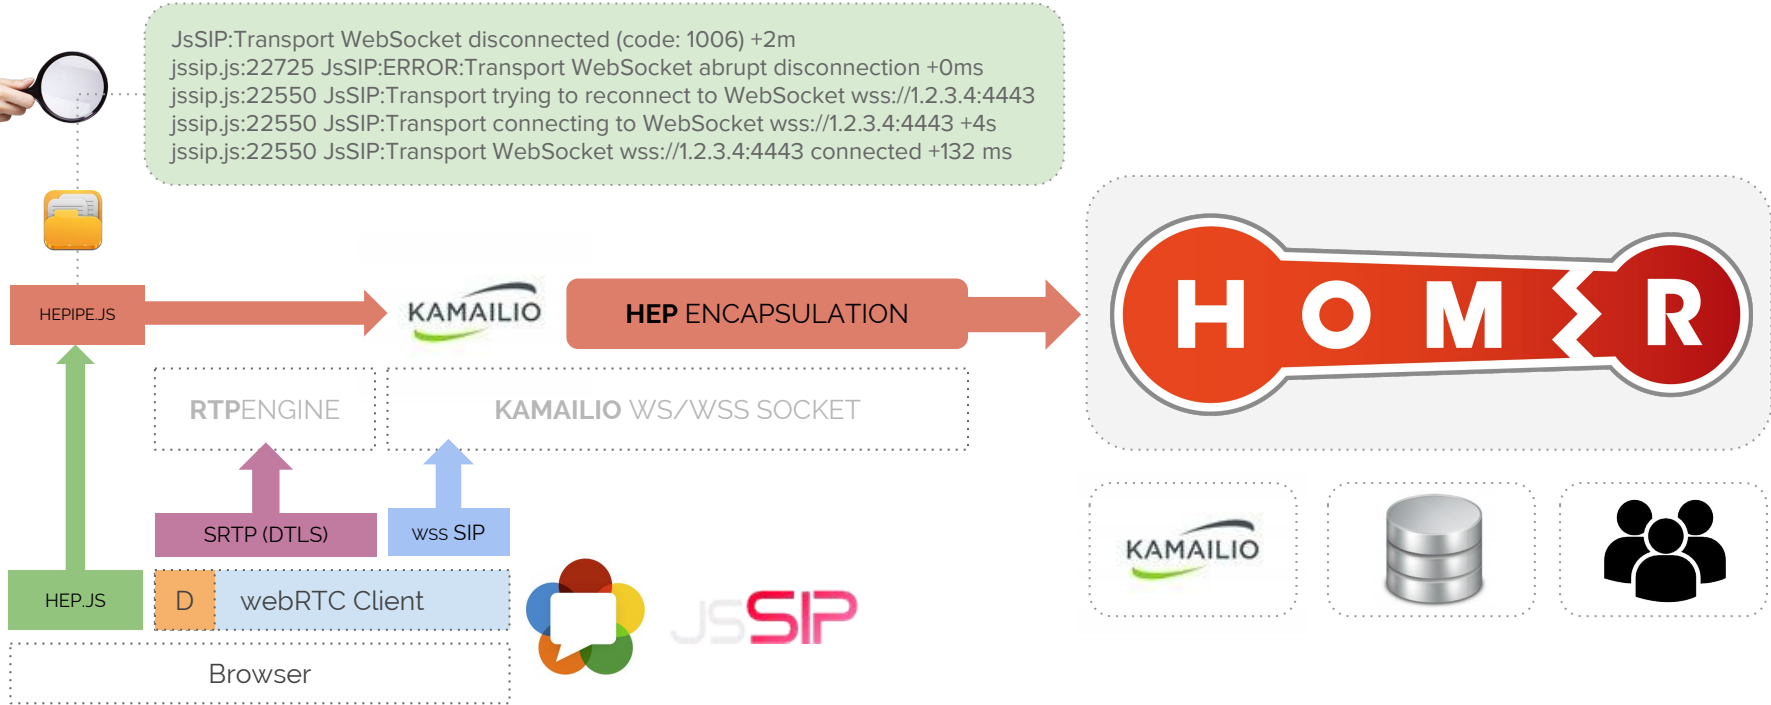 JsSIP:Transport WebSocket disconnected (code: 1006) +2m
jssip.js:22725 JsSIP:ERROR:Transport WebSocket abrupt disconnection +0ms
jssip.js:22550 JsSIP:Transport trying to reconnect to WebSocket wss://1.2.3.4:4443
jssip.js:22550 JsSIP:Transport connecting to WebSocket wss://1.2.3.4:4443 +4s
jssip.js:22550 JsSIP:Transport WebSocket wss://1.2.3.4:4443 connected +132 ms
HEPIPE.JS
KAMAILIO
HEP ENCAPSULATION
HOMER
RTPENGINE
KAMAILIO WS/WSS SOCKET
SRTP (DTLS)
wss SIP
KAMAILIO
HEP.JS
D
webRTC Client
JSSIP
Browser